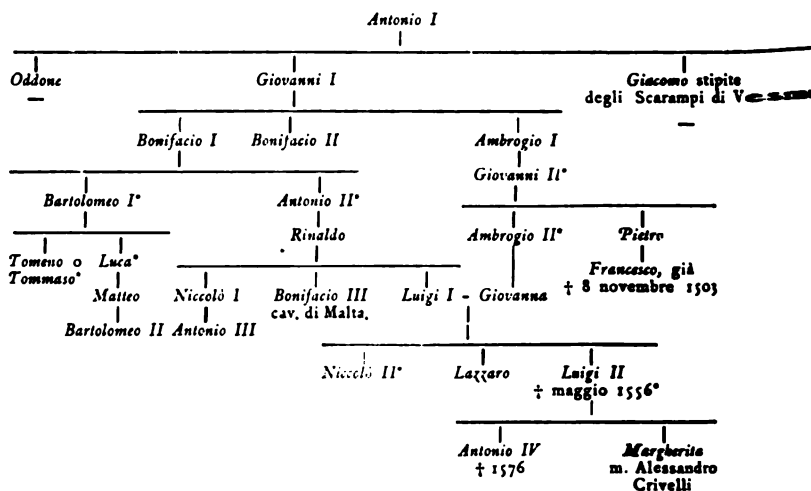 Antonio I
Oddone Giovanni I Giacomo stipite
degli Scarampi di
Bonifacio I Bonifacio II Ambrogio I
Giovanni II°
Bartolomeo I° Antonio II°
Rinaldo Ambrogio II° Pietro
Tomeno o Luca°
Tommaso°
Francesco, già
† 8 novembre 1503
Matteo Niccolò I Bonifacio III Luigi I - Giovanna
cav. di Malta.
Bartolomeo II Antonio III
Niccolò II° Lazzaro Luigi II
† maggio 1556°
Antonio IV Margherita
† 1576 m. Alessandro
Crivelli